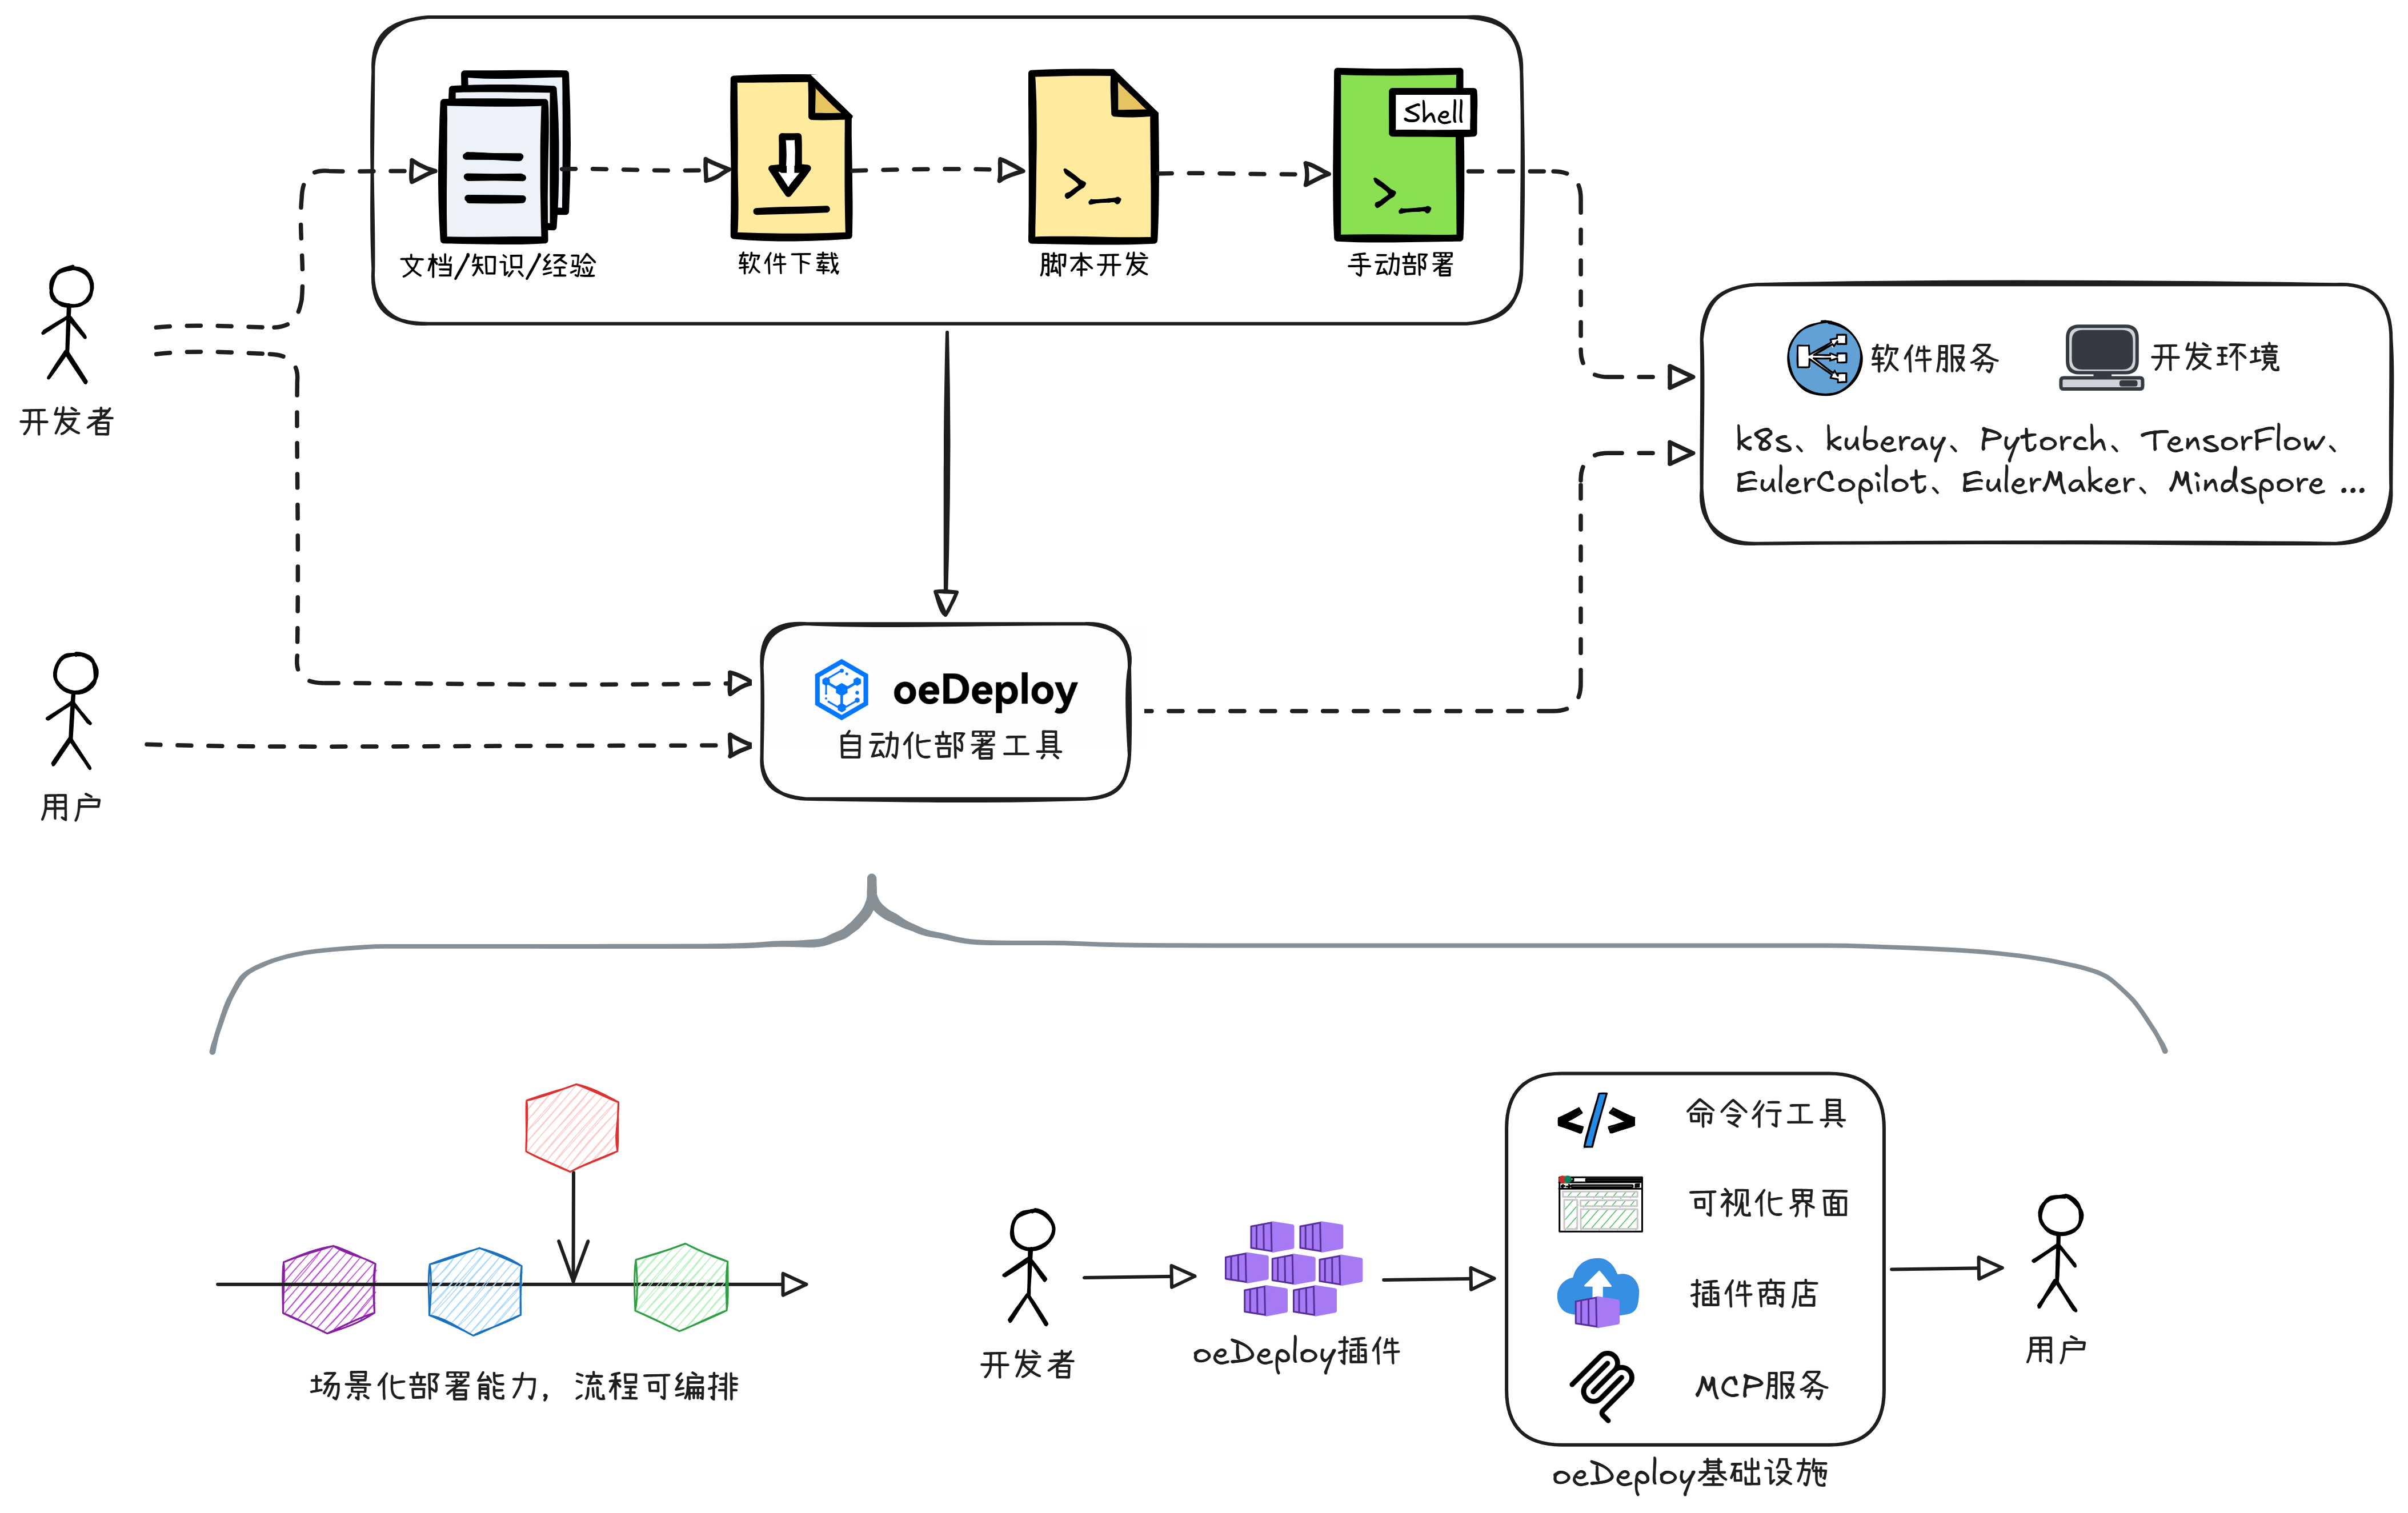 Shell
文档/知识/经验
软件下载
脚本开发
手动部署
开发者
软件服务
开发环境
k8s、kuberay、Pytorch、TensorFlow、
EulerCopilot、EulerMaker、Mindspore ...
oeDeploy
自动化部署工具
用户
场景化部署能力，流程可编排
开发者
oeDeploy插件
命令行工具
可视化界面
插件商店
MCP服务
oeDeploy基础设施
用户